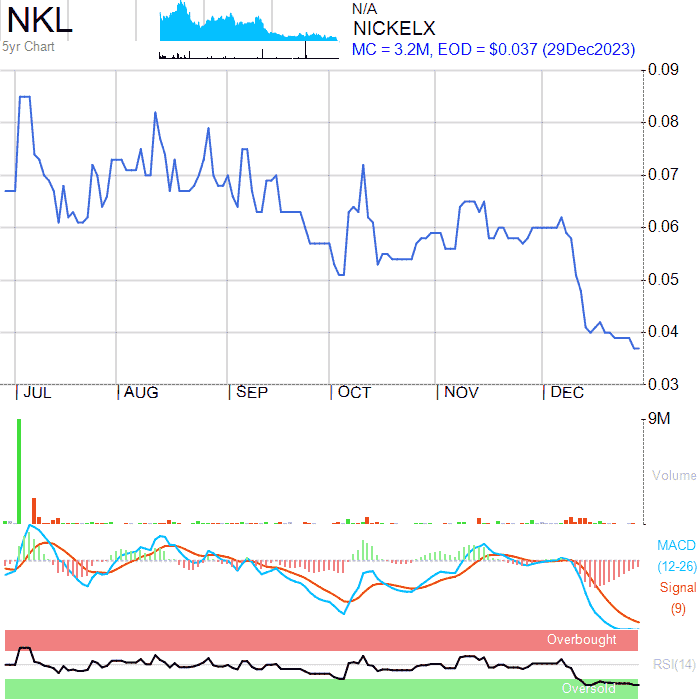 NKL
5yr Chart
N/A
NICKELX
MC = 3.2M, EOD = $0.037 (29Dec2023)
0.09
0.08
0.07
0.06
0.05
0.04
0.03
JUL AUG SEP OCT NOV DEC
9M
Volume
MACD
(12-26)
Signal
(9)
Overbought
RSI(14)
Oversold